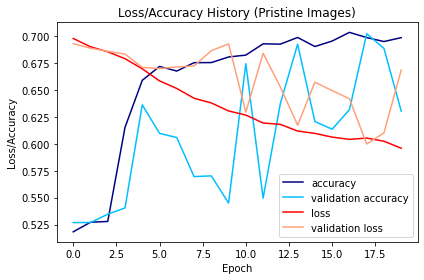 Loss/Accuracy History (Pristine Images)
Loss/Accuracy
0.700
0.675
0.650
0.625
0.600
0.575
0.550
0.525
accuracy
validation accuracy
loss
validation loss
0.0 2.5 5.0 7.5 10.0 12.5 15.0 17.5
Epoch